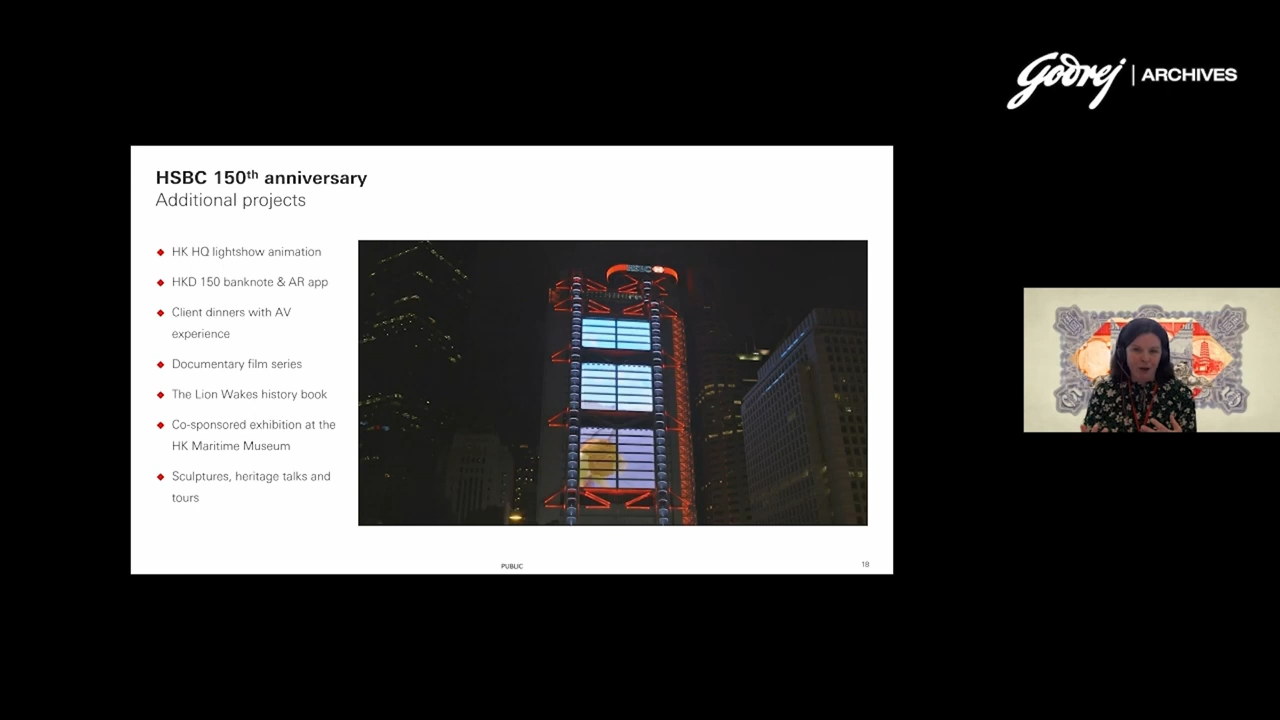 Godrej | ARCHIVES
HSBC 150th anniversary
Additional projects
HK HQ lightshow animation
HKD 150 banknote & AR app
Client dinners with AV
experience
Documentary film series
The Lion Wakes history book
Co-sponsored exhibition at the
HK Maritime Museum
Sculptures, heritage talks and
tours
HSBC
PUBLIC
18